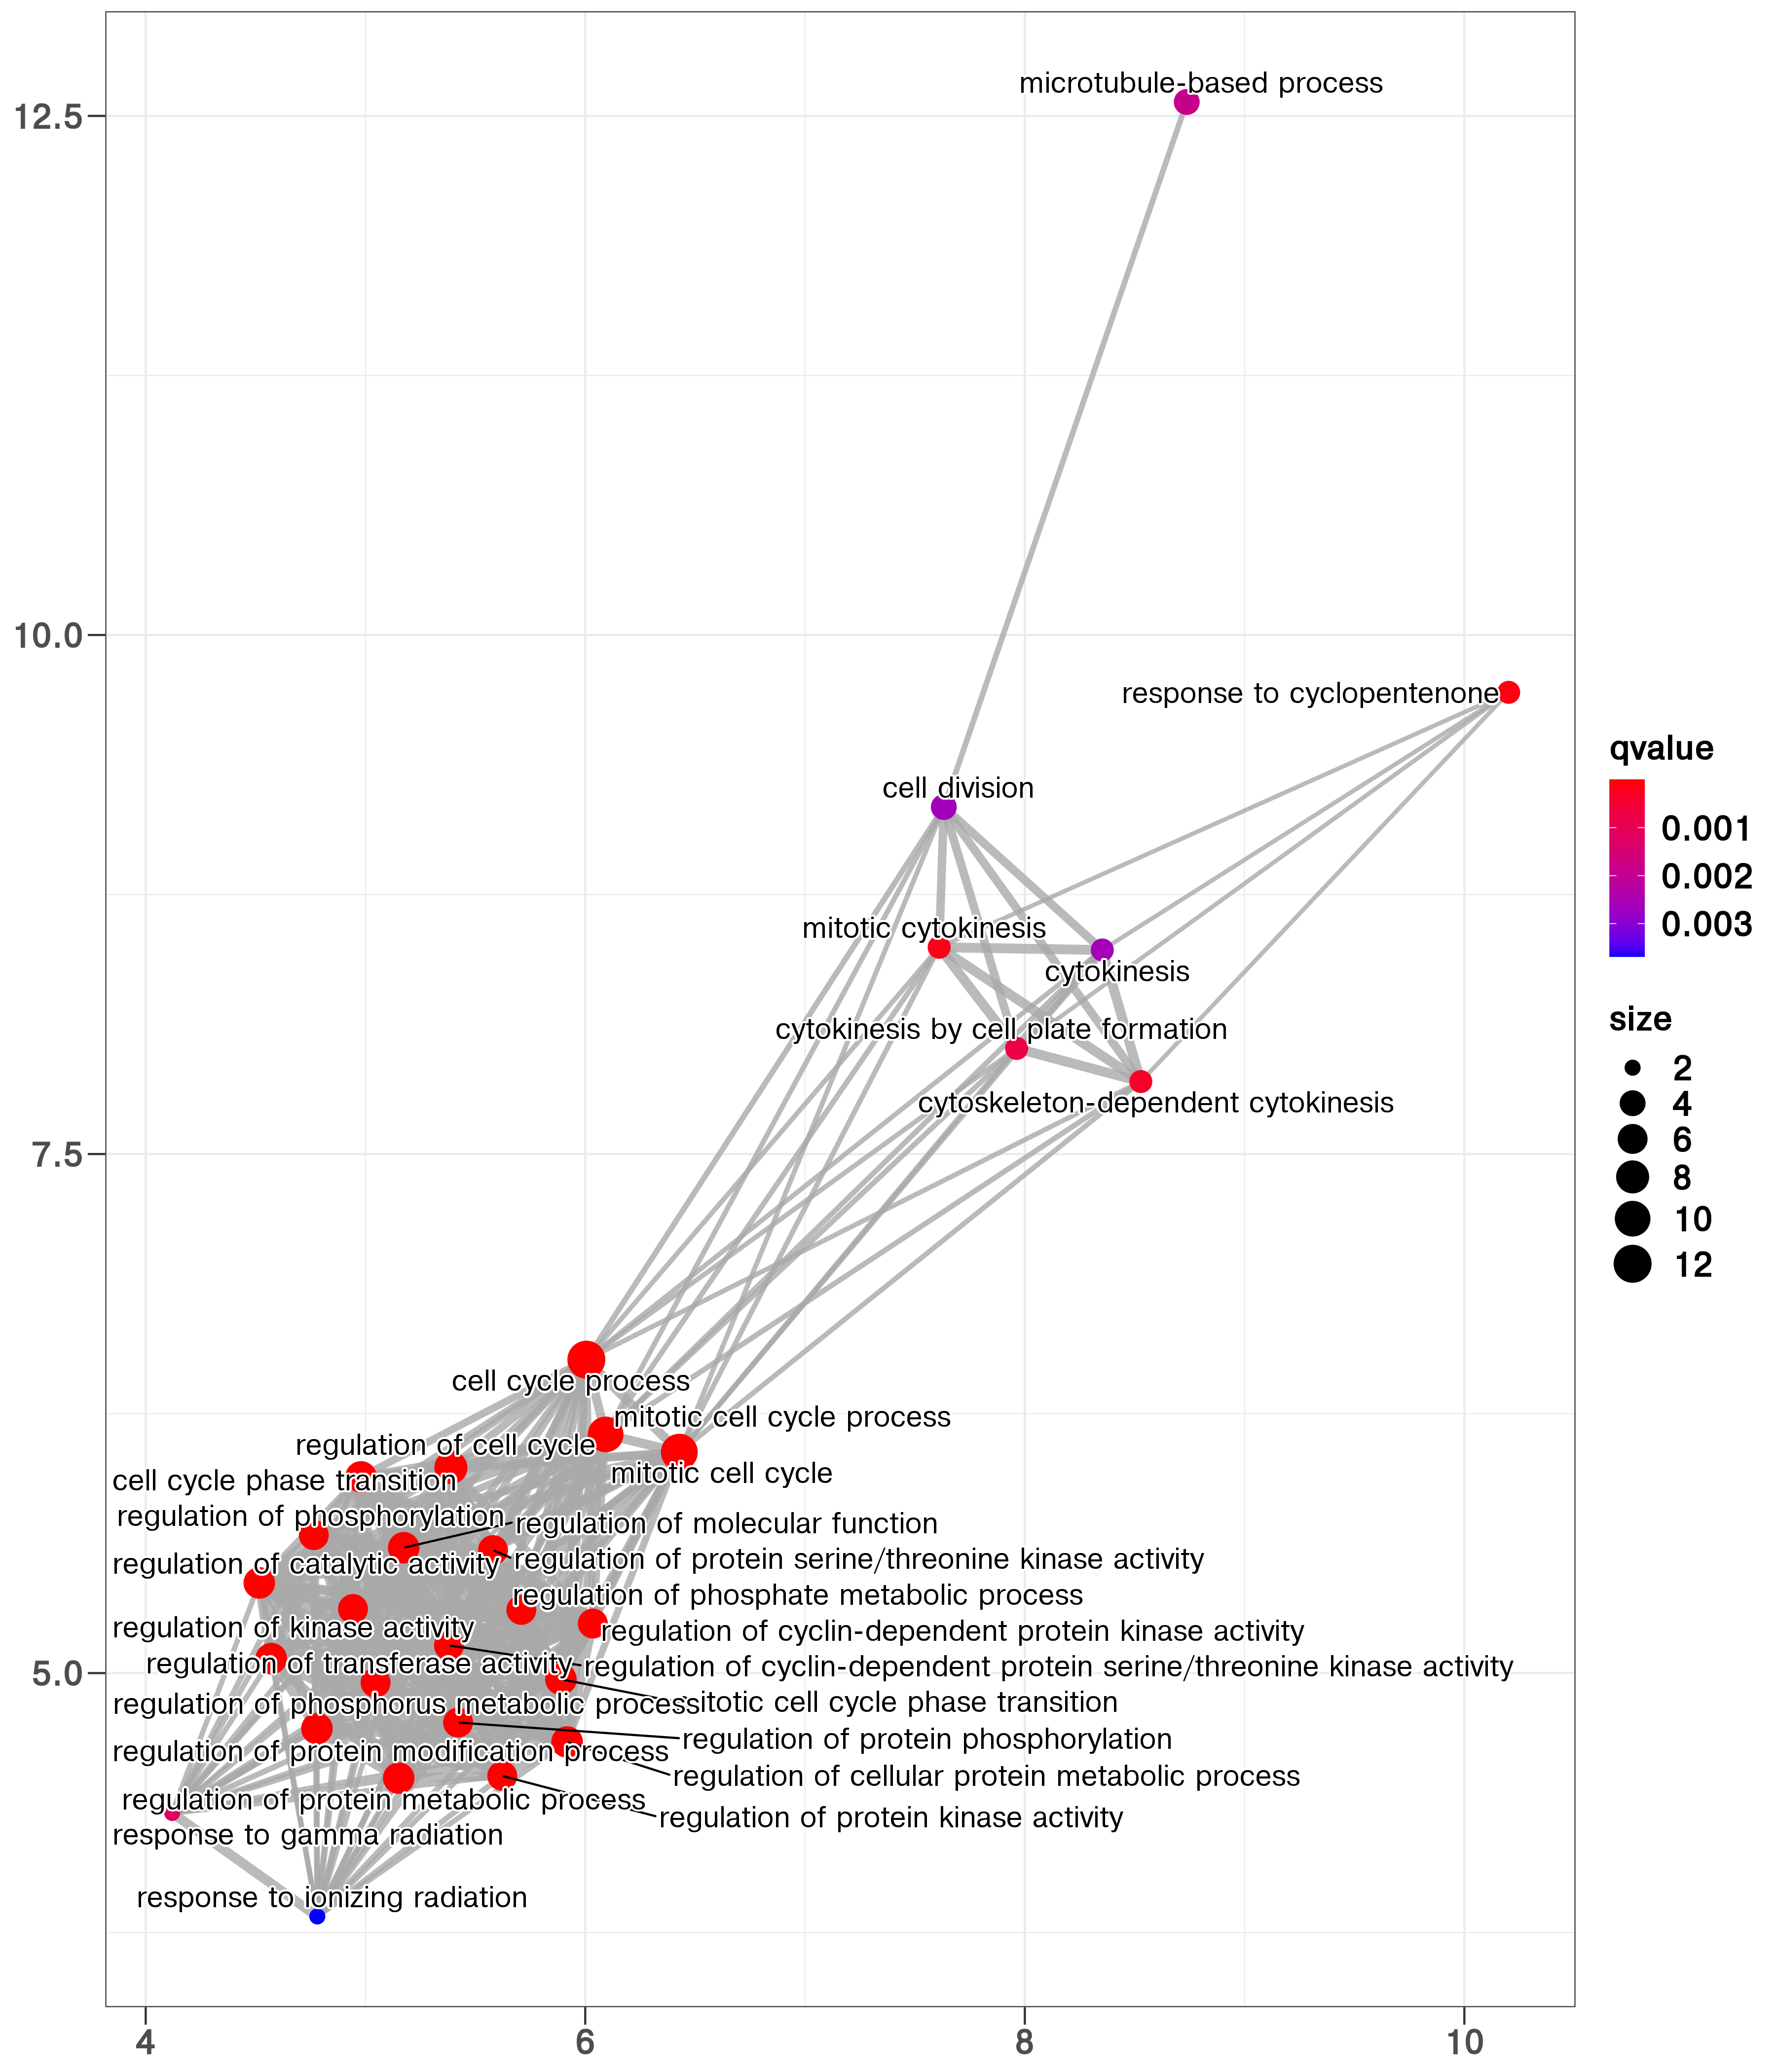 12.5
10.0
7.5
5.0
4
6
8
10
microtubule-based process
response to cyclopentenone
cell division
mitotic cytokinesis
cytokinesis
cytokinesis by cell plate formation
cytoskeleton-dependent cytokinesis
cell cycle process
mitotic cell cycle process
regulation of cell cycle
mitotic cell cycle
cell cycle phase transition
regulation of phosphorylation
regulation of molecular function
regulation of protein serine/threonine kinase activity
regulation of catalytic activity
regulation of phosphate metabolic process
regulation of kinase activity
regulation of cyclin-dependent protein kinase activity
regulation of transferase activity
regulation of cyclin-dependent protein serine/threonine kinase activity
regulation of phosphorus metabolic process
itotic cell cycle phase transition
regulation of protein phosphorylation
regulation of protein modification process
regulation of cellular protein metabolic process
regulation of protein metabolic process
regulation of protein kinase activity
response to gamma radiation
response to ionizing radiation
qvalue
0.001
0.002
0.003
size
2
4
6
8
10
12